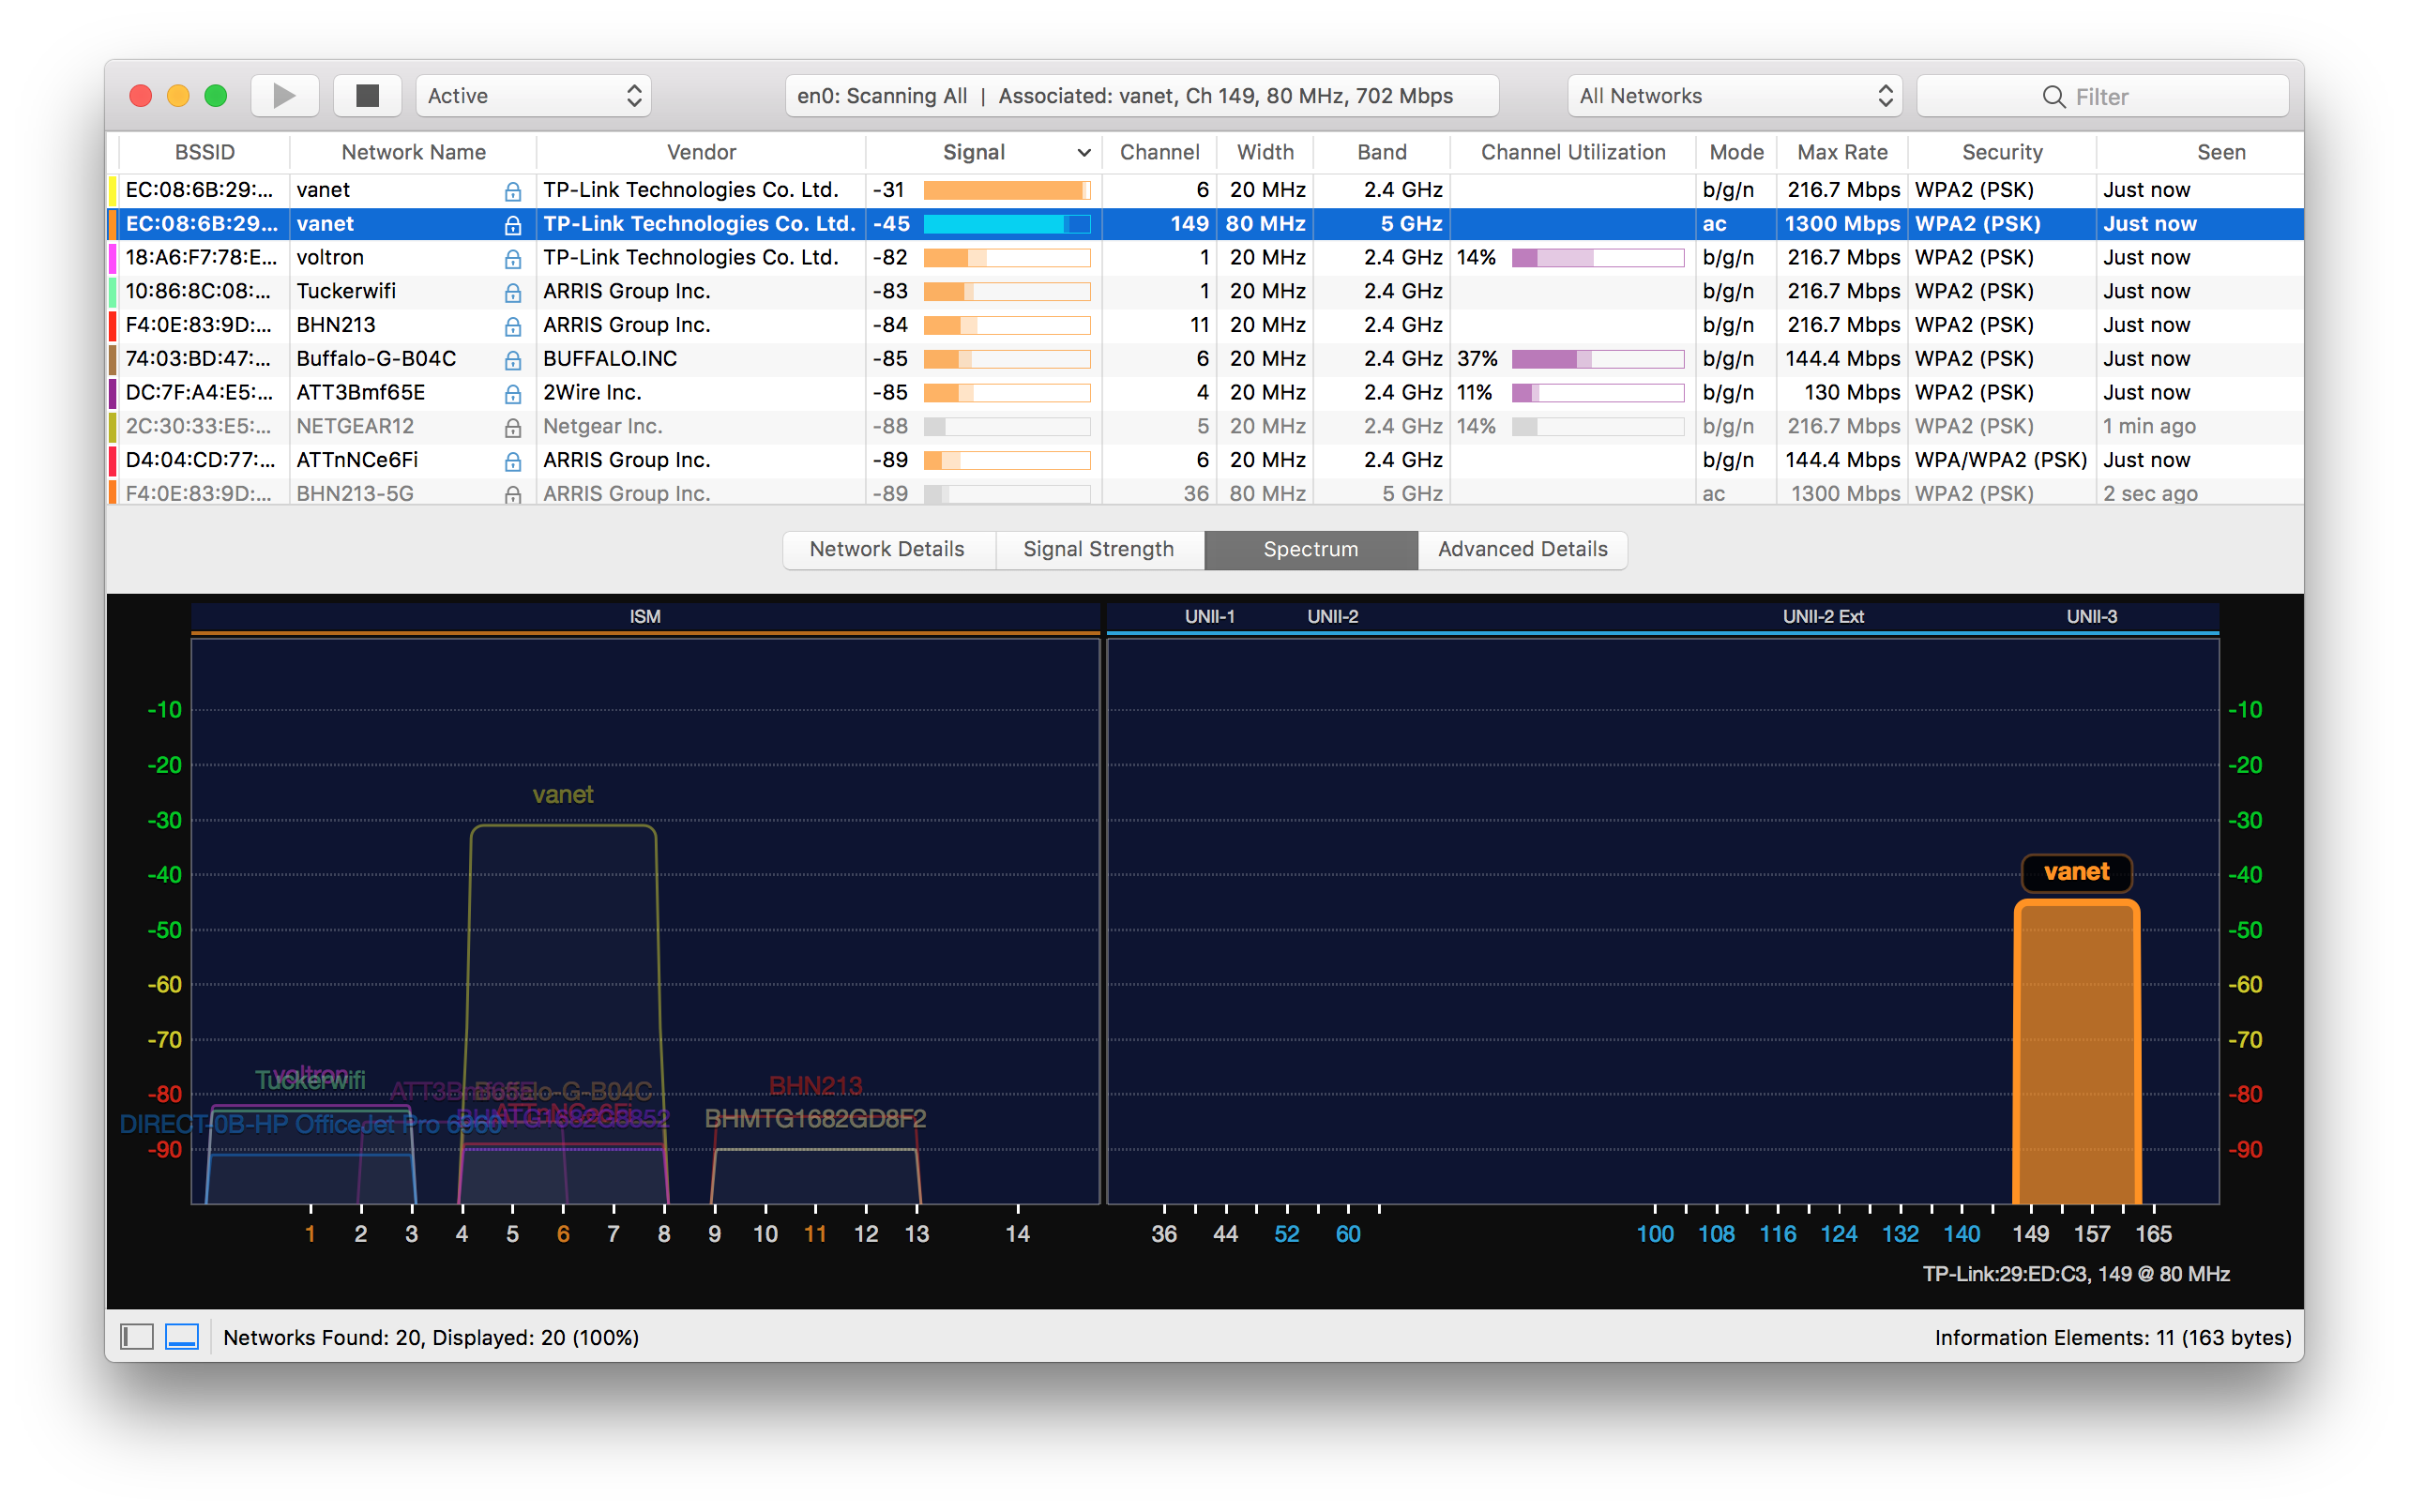 Active
en0: Scanning All | Associated: vanet, Ch 149, 80 MHz, 702 Mbps
All Networks
Filter
BSSID Network Name Vendor Signal Channel Width Band Channel Utilization Mode Max Rate Security Seen
EC:08:6B:29:... vanet TP-Link Technologies Co. Ltd. -31 6 20 MHz 2.4 GHz b/g/n 216.7 Mbps WPA2 (PSK) Just now
EC:08:6B:29... vanet TP-Link Technologies Co. Ltd. -45 149 80 MHz 5 GHz ac 1300 Mbps WPA2 (PSK) Just now
18:A6:F7:78:E... voltron TP-Link Technologies Co. Ltd. -82 1 20 MHz 2.4 GHz 14% b/g/n 216.7 Mbps WPA2 (PSK) Just now
10:86:8C:08:... Tuckerwifi ARRIS Group Inc. -83 1 20 MHz 2.4 GHz b/g/n 216.7 Mbps WPA2 (PSK) Just now
F4:0E:83:9D:... BHN213 ARRIS Group Inc. -84 11 20 MHz 2.4 GHz b/g/n 216.7 Mbps WPA2 (PSK) Just now
74:03:BD:47:... Buffalo-G-B04C BUFFALO.INC -85 6 20 MHz 2.4 GHz 37% b/g/n 144.4 Mbps WPA2 (PSK) Just now
DC:7F:A4:E5:... ATT3Bmf65E 2Wire Inc. -85 4 20 MHz 2.4 GHz 11% b/g/n 130 Mbps WPA2 (PSK) Just now
2C:30:33:E5:... NETGEAR12 Netgear Inc. -88 5 20 MHz 2.4 GHz 14% b/g/n 216.7 Mbps WPA2 (PSK) 1 min ago
D4:04:CD:77:... ATTnNCe6Fi ARRIS Group Inc. -89 6 20 MHz 2.4 GHz b/g/n 144.4 Mbps WPA/WPA2 (PSK) Just now
F4:0E:83:9D:... BHN213-5G ARRIS Group Inc. -89 36 80 MHz 5 GHz ac 1300 Mbps WPA2 (PSK) 2 sec ago
Network Details Signal Strength Spectrum Advanced Details
ISM UNII-1 UNII-2 UNII-2 Ext UNII-3
-10 -10
-20 -20
vanet
-30 -30
vanet
-40 -40
-50 -50
-60 -60
-70 -70
voltron
Tuckerwifi
BHN213
ATT3Bmf65E Buffalo-G-B04C
-80 -80
ATTnNCe6Fi
BHMTG1682GD8F2
DIRECT-0B-HP OfficeJet Pro 6960
-90 -90
1 2 3 4 5 6 7 8 9 10 11 12 13 14 36 44 52 60 100 108 116 124 132 140 149 157 165
TP-Link:29:ED:C3, 149 @ 80 MHz
Networks Found: 20, Displayed: 20 (100%)
Information Elements: 11 (163 bytes)